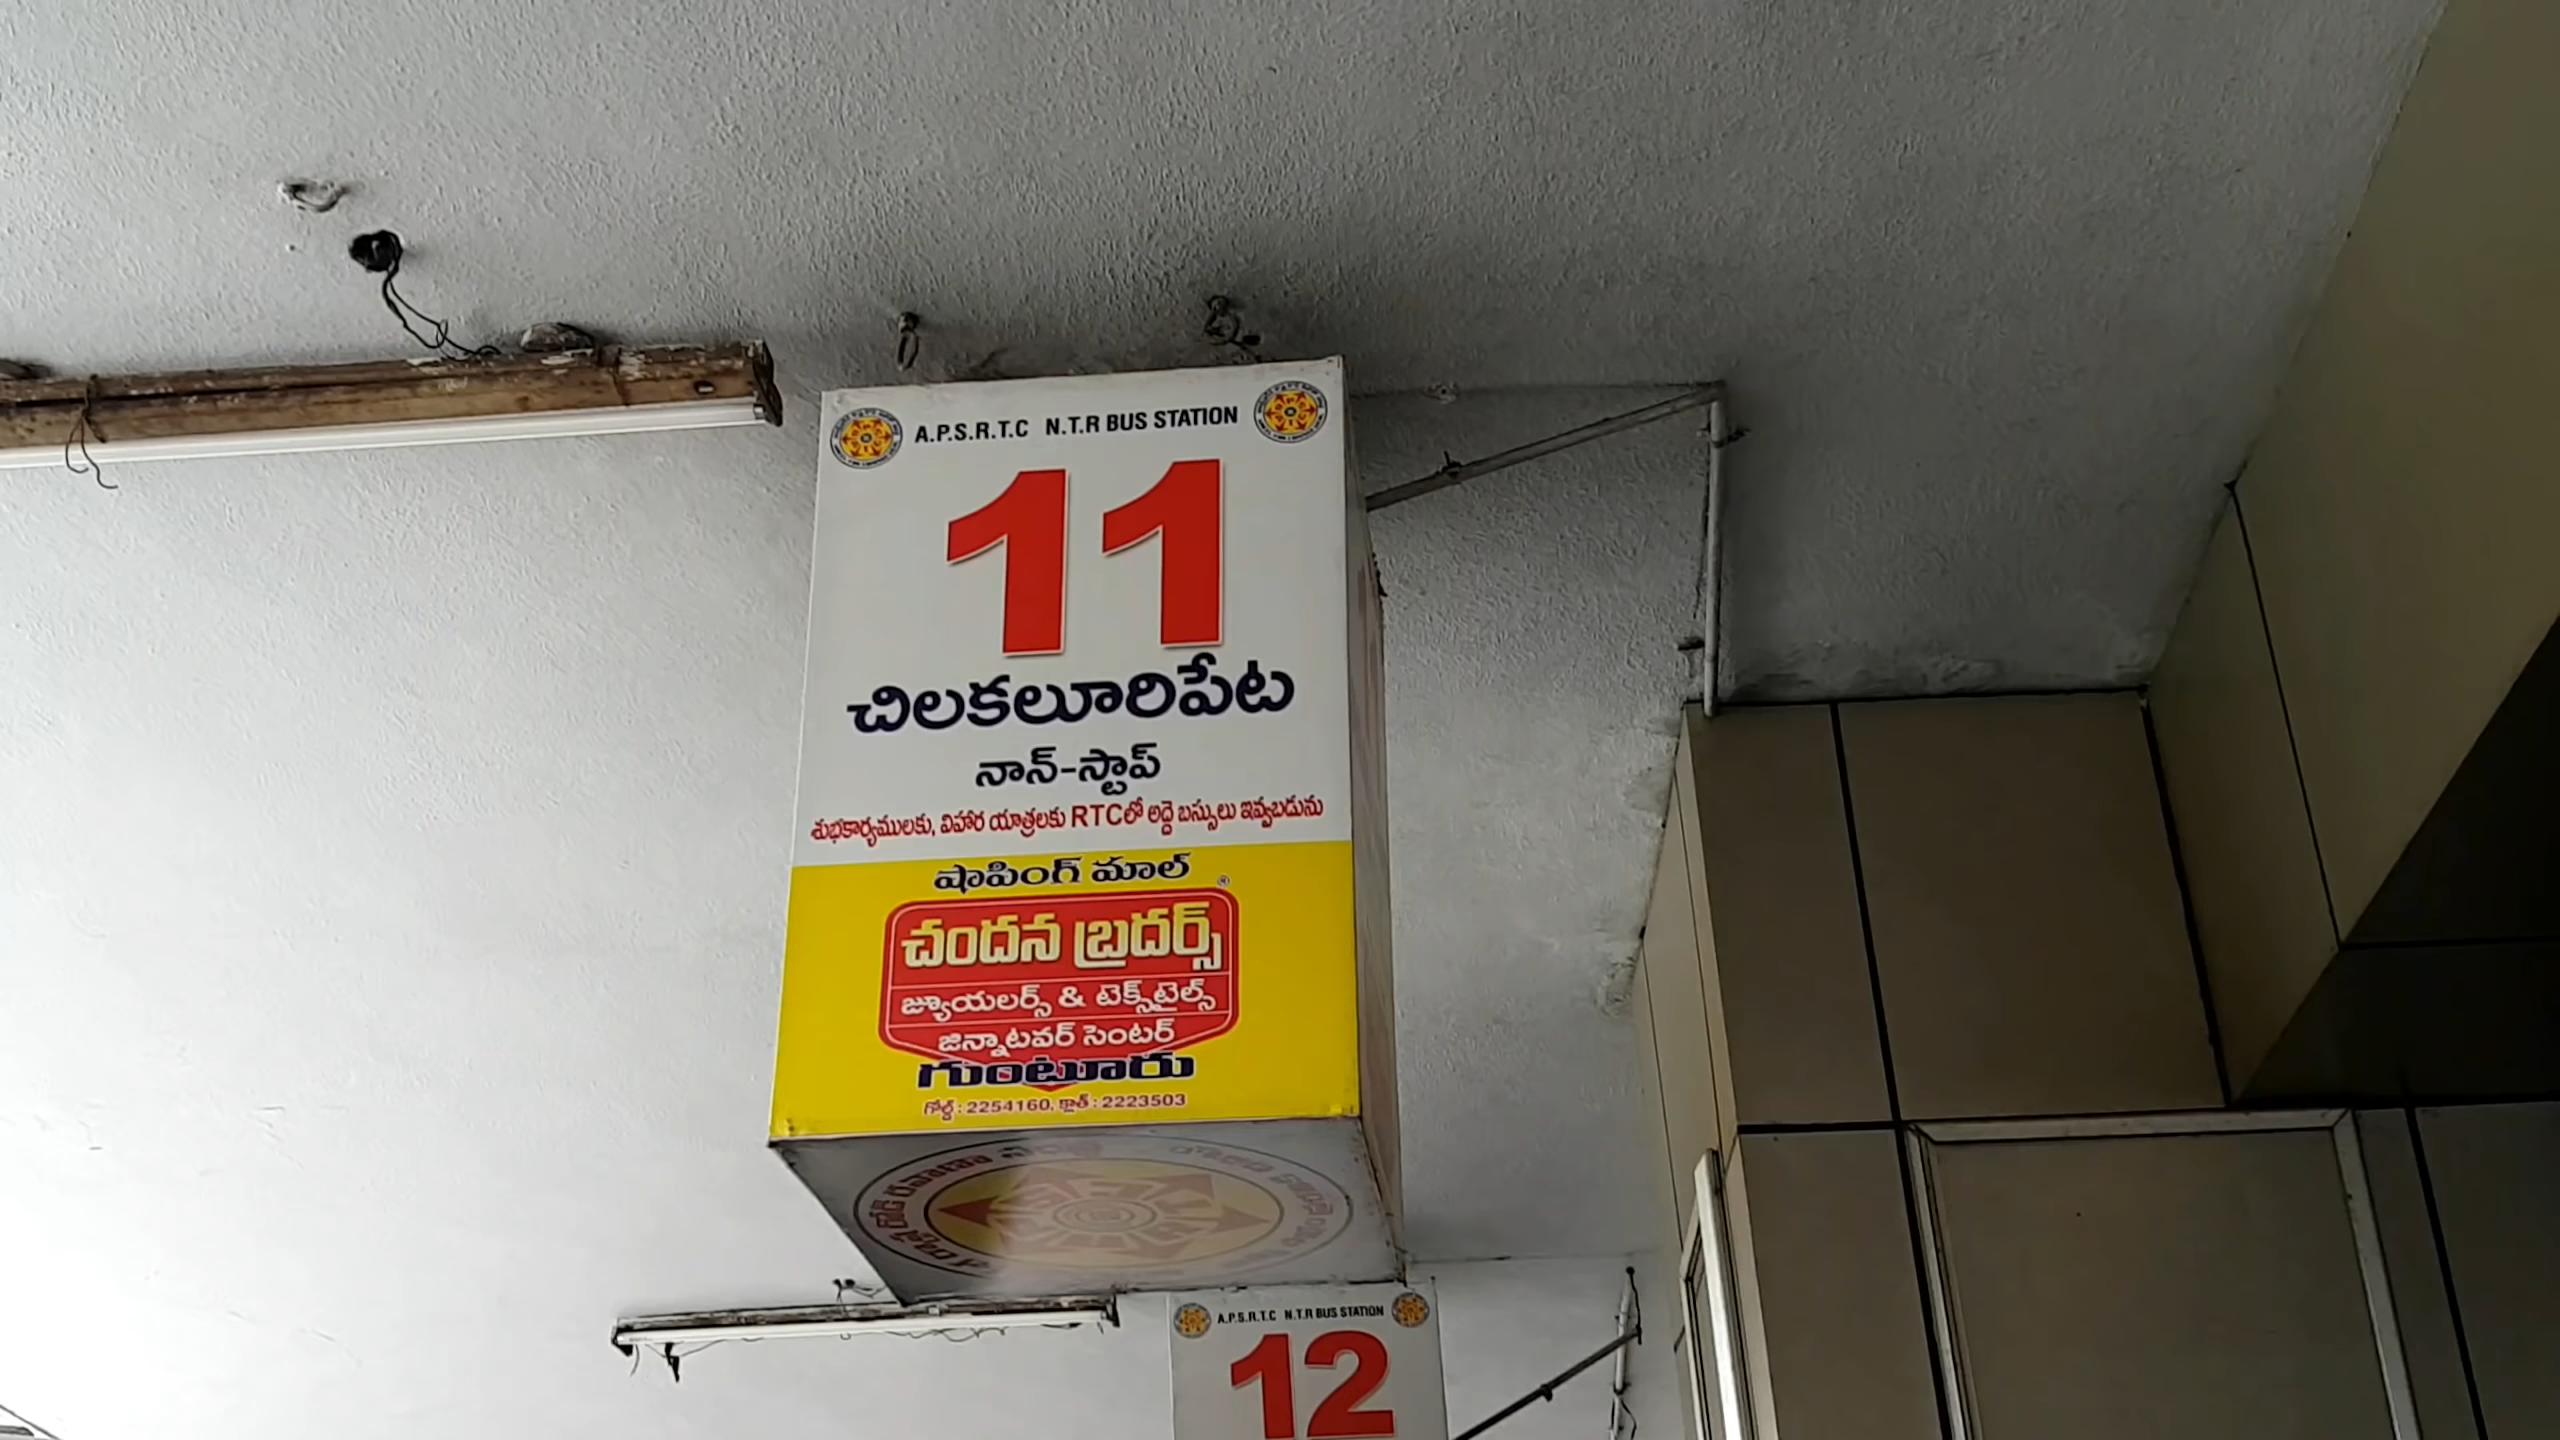 A.P.S.R.T.C N.T.R BUS STATION
11
చిలకలూరిపేట
నాన్-స్టాప్
శుభకార్యములకు, విహార యాత్రలకు RTCలో అద్దె బస్సులు ఇవ్వబడును
షాపింగ్ మాల్
చందన బ్రదర్స్ ®
జ్యూయలర్స్ & టెక్స్‌టైల్స్
జిన్నాటవర్ సెంటర్
గుంటూరు
గోల్డ్ : 2254160, క్లాత్ : 2223503
A.P.S.R.T.C N.T.R BUS STATION
12